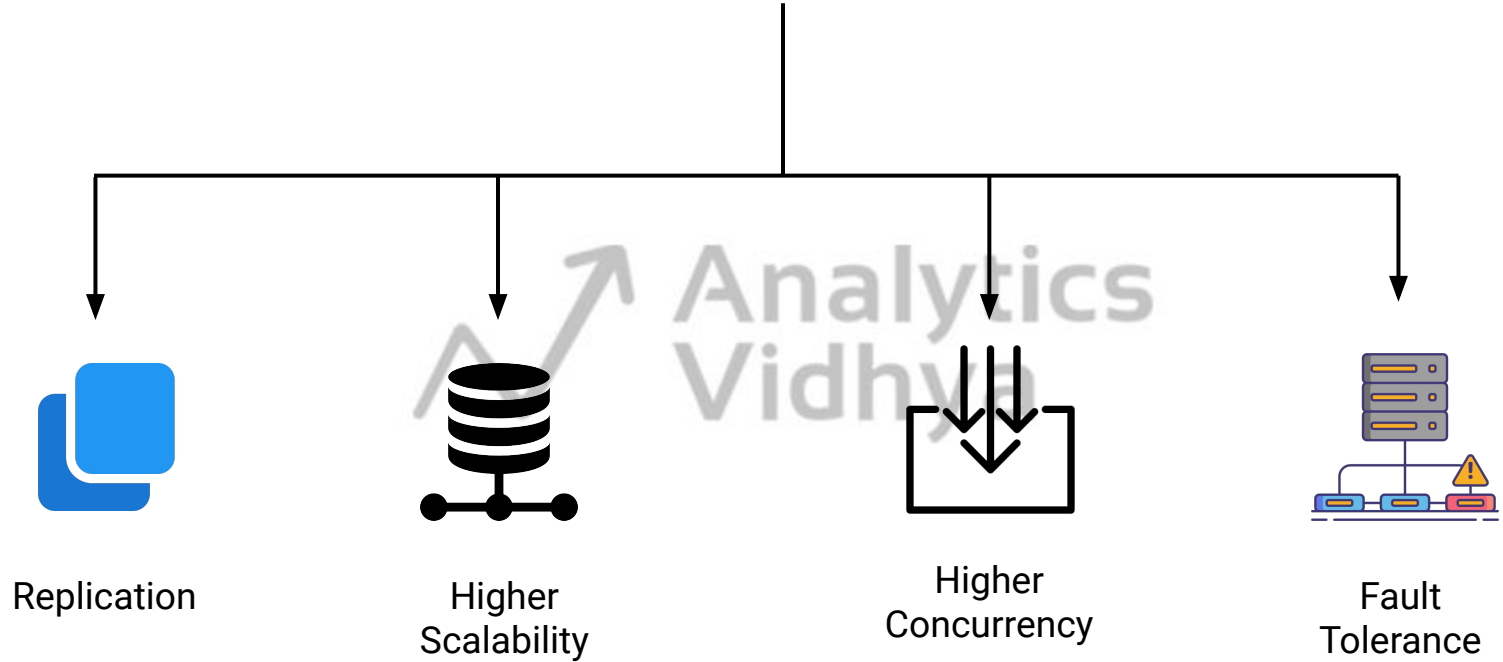 Analytics
Vidhya
Replication
Higher
Scalability
Higher
Concurrency
Fault
Tolerance